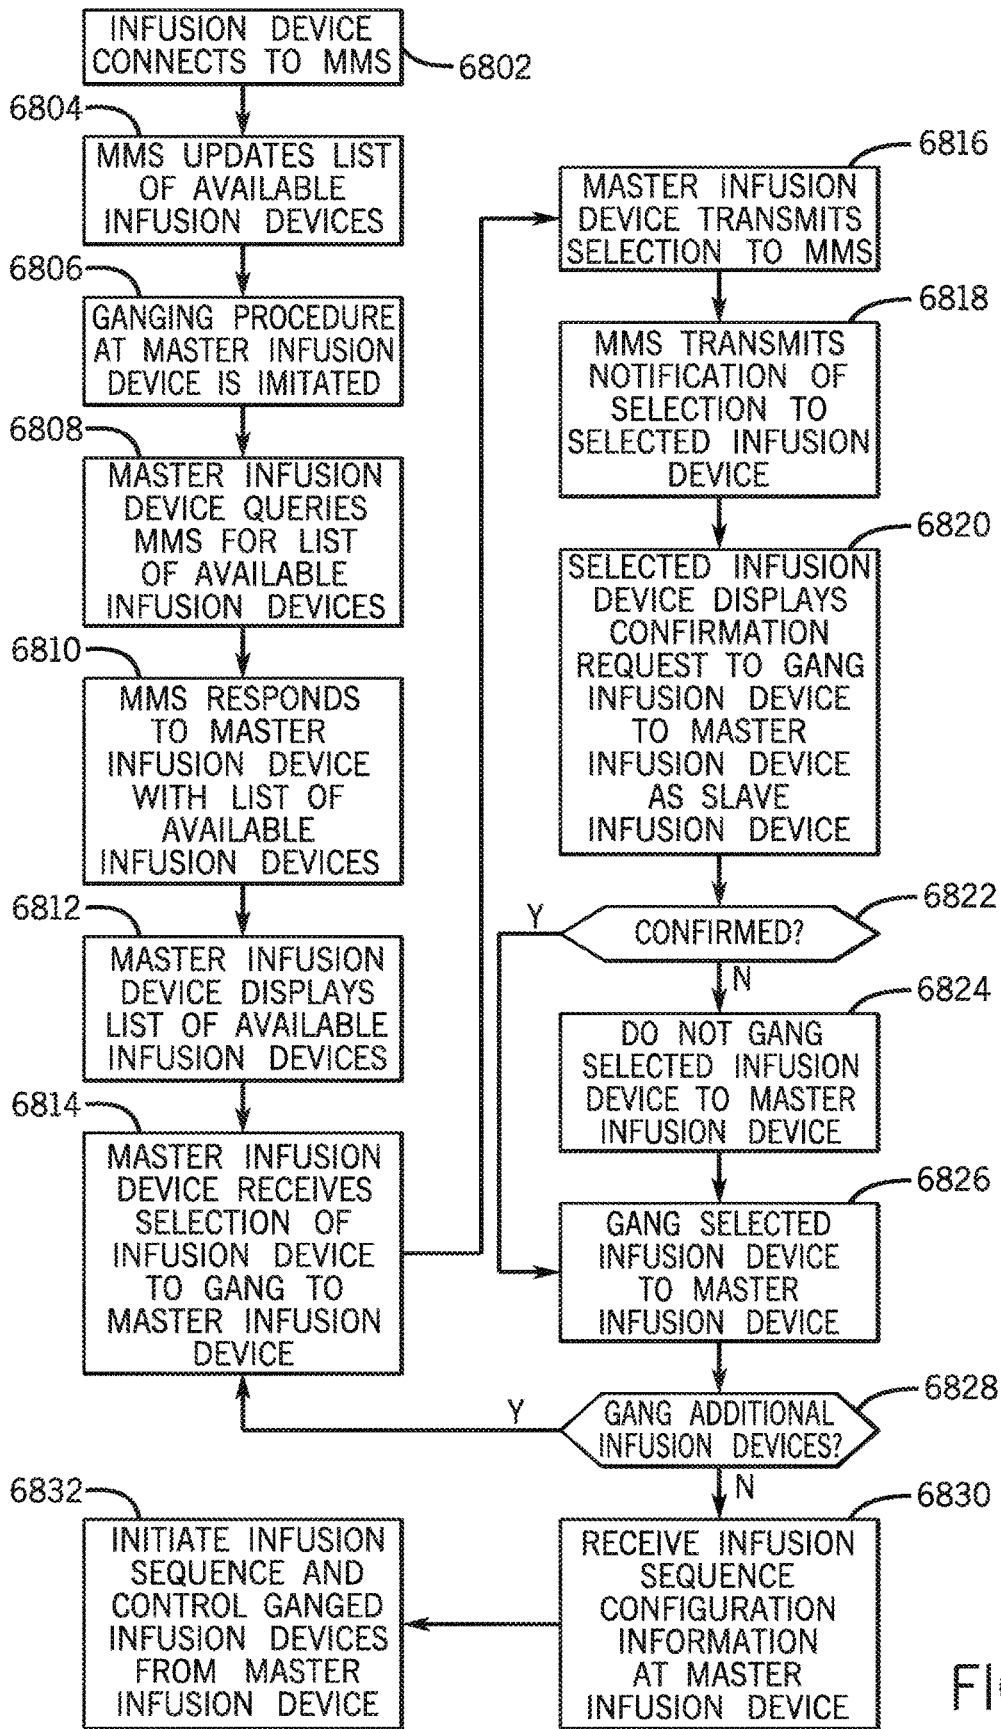 INFUSION DEVICE
CONNECTS TO MMS
6802
6804
MMS UPDATES LIST
OF AVAILABLE
INFUSION DEVICES
6806
GANGING PROCEDURE
AT MASTER INFUSION
DEVICE IS IMITATED
6808
MASTER INFUSION
DEVICE QUERIES
MMS FOR LIST
OF AVAILABLE
INFUSION DEVICES
6810
MMS RESPONDS
TO MASTER
INFUSION DEVICE
WITH LIST OF
AVAILABLE
INFUSION DEVICES
6812
MASTER INFUSION
DEVICE DISPLAYS
LIST OF AVAILABLE
INFUSION DEVICES
6814
MASTER INFUSION
DEVICE RECEIVES
SELECTION OF
INFUSION DEVICE
TO GANG TO
MASTER INFUSION
DEVICE
6816
MASTER INFUSION
DEVICE TRANSMITS
SELECTION TO MMS
6818
MMS TRANSMITS
NOTIFICATION OF
SELECTION TO
SELECTED INFUSION
DEVICE
6820
SELECTED INFUSION
DEVICE DISPLAYS
CONFIRMATION
REQUEST TO GANG
INFUSION DEVICE
TO MASTER
INFUSION DEVICE
AS SLAVE
INFUSION DEVICE
6822
Y
CONFIRMED?
N
6824
DO NOT GANG
SELECTED INFUSION
DEVICE TO MASTER
INFUSION DEVICE
6826
GANG SELECTED
INFUSION DEVICE
TO MASTER
INFUSION DEVICE
6828
Y
GANG ADDITIONAL
INFUSION DEVICES?
N
6830
RECEIVE INFUSION
SEQUENCE
CONFIGURATION
INFORMATION
AT MASTER
INFUSION DEVICE
6832
INITIATE INFUSION
SEQUENCE AND
CONTROL GANGED
INFUSION DEVICES
FROM MASTER
INFUSION DEVICE